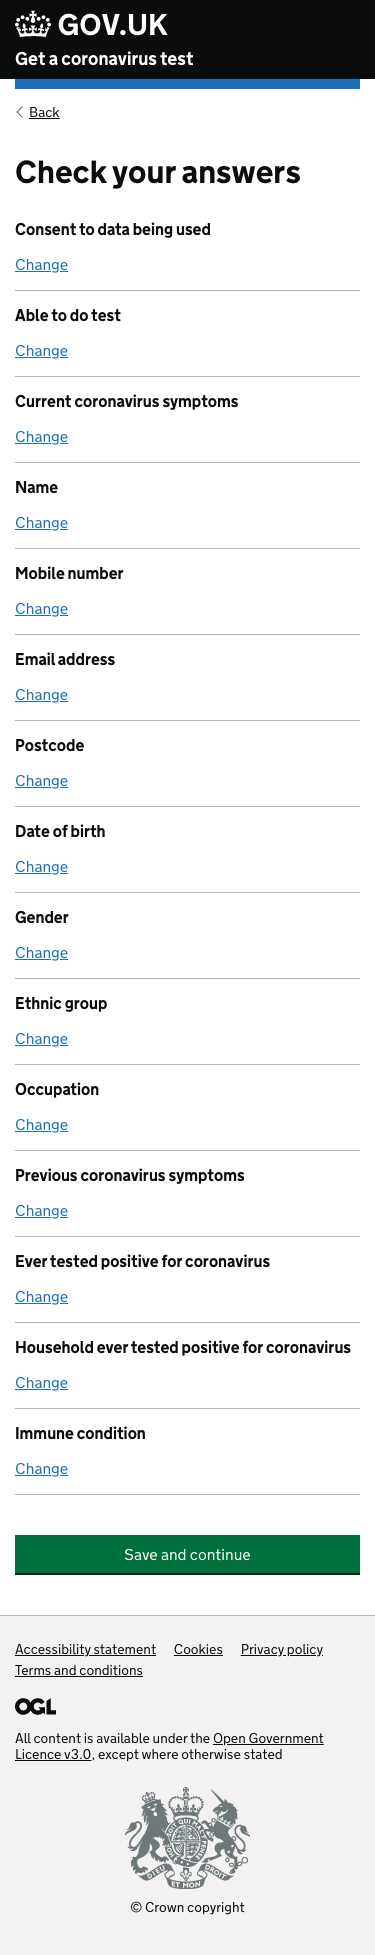 GOV.UK
Get a coronavirus test
Back
Check your answers
Consent to data being used
Change
Able to do test
Change
Current coronavirus symptoms
Change
Name
Change
Mobile number
Change
Email address
Change
Postcode
Change
Date of birth
Change
Gender
Change
Ethnic group
Change
Occupation
Change
Previous coronavirus symptoms
Change
Ever tested positive for coronavirus
Change
Household ever tested positive for coronavirus
Change
Immune condition
Change
Save and continue
Accessibility statement Cookies Privacy policy
Terms and conditions
OGL
All content is available under the Open Government
Licence v3.0, except where otherwise stated
DIEU ET MON DROIT
© Crown copyright